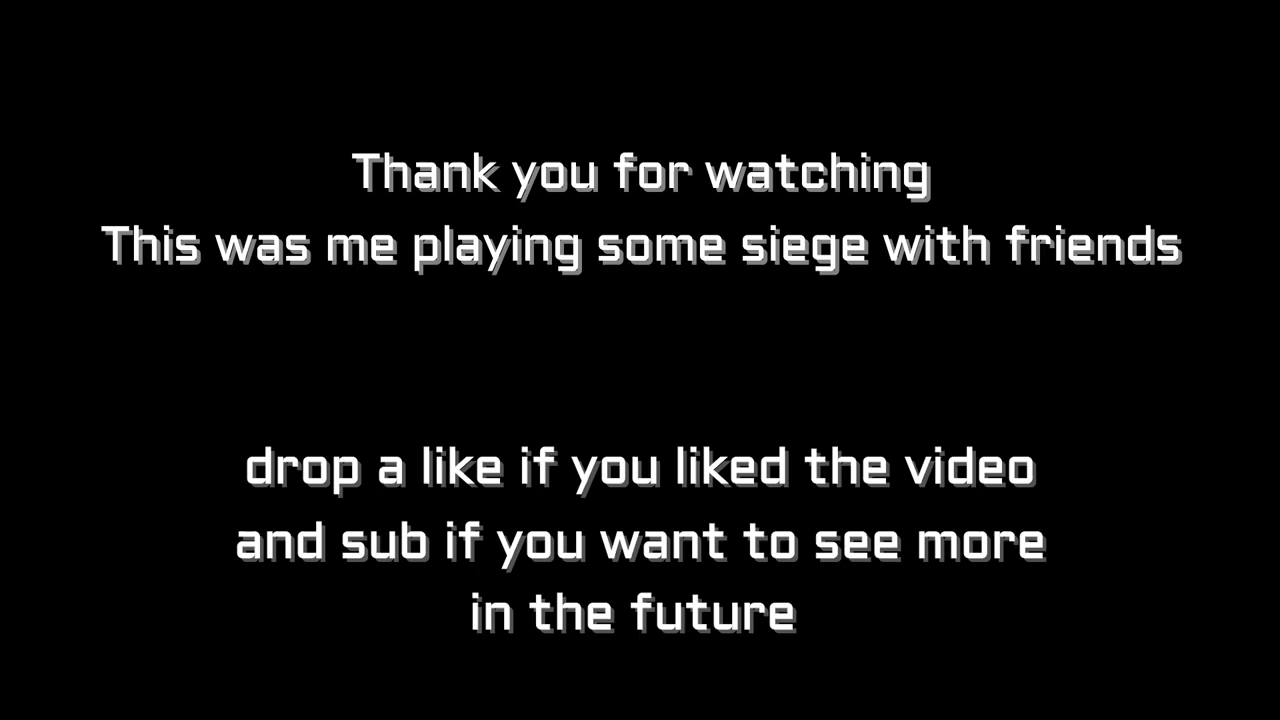 Thank you for watching
This was me playing some siege with friends
drop a like if you liked the video
and sub if you want to see more
in the future